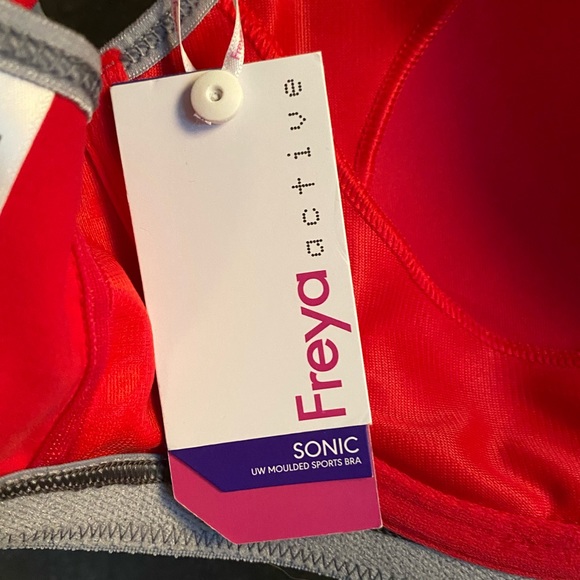 Freya active
SONIC
UW MOULDED SPORTS BRA